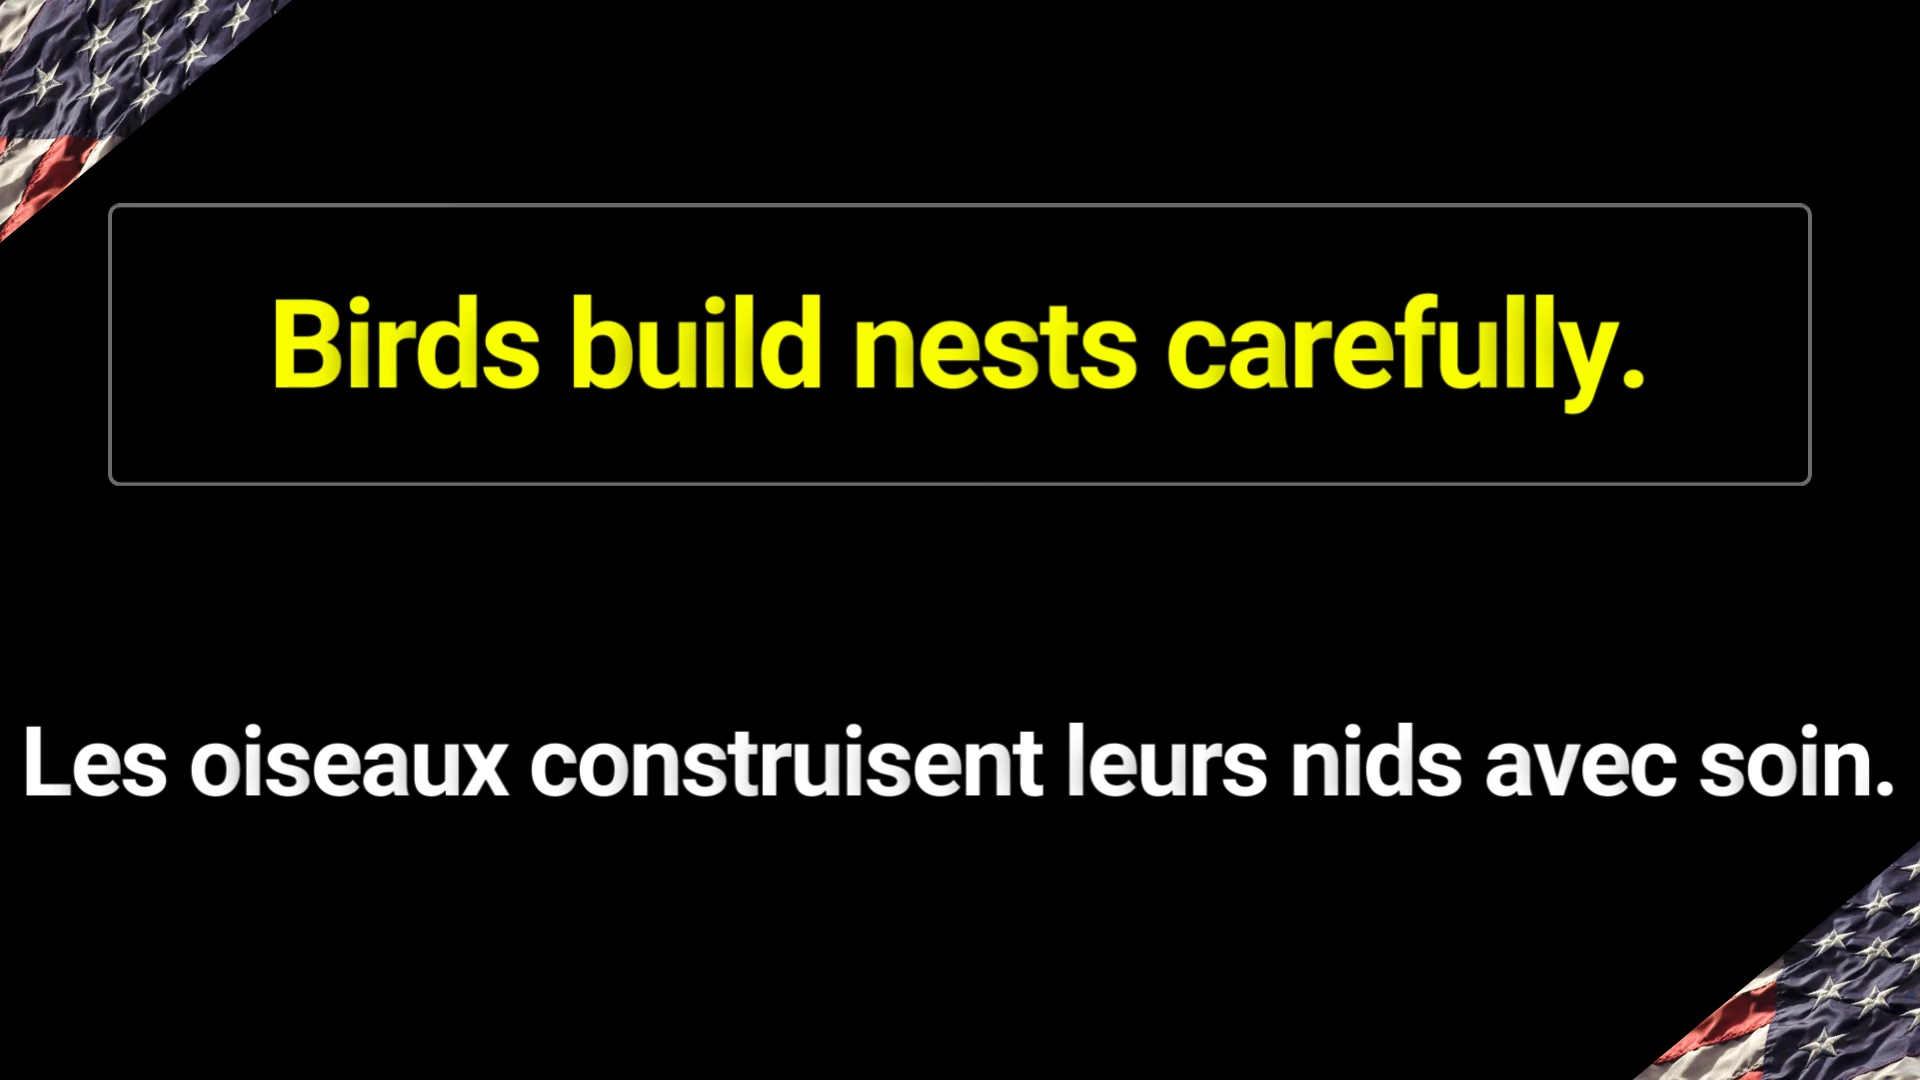 Birds build nests carefully.
Les oiseaux construisent leurs nids avec soin.